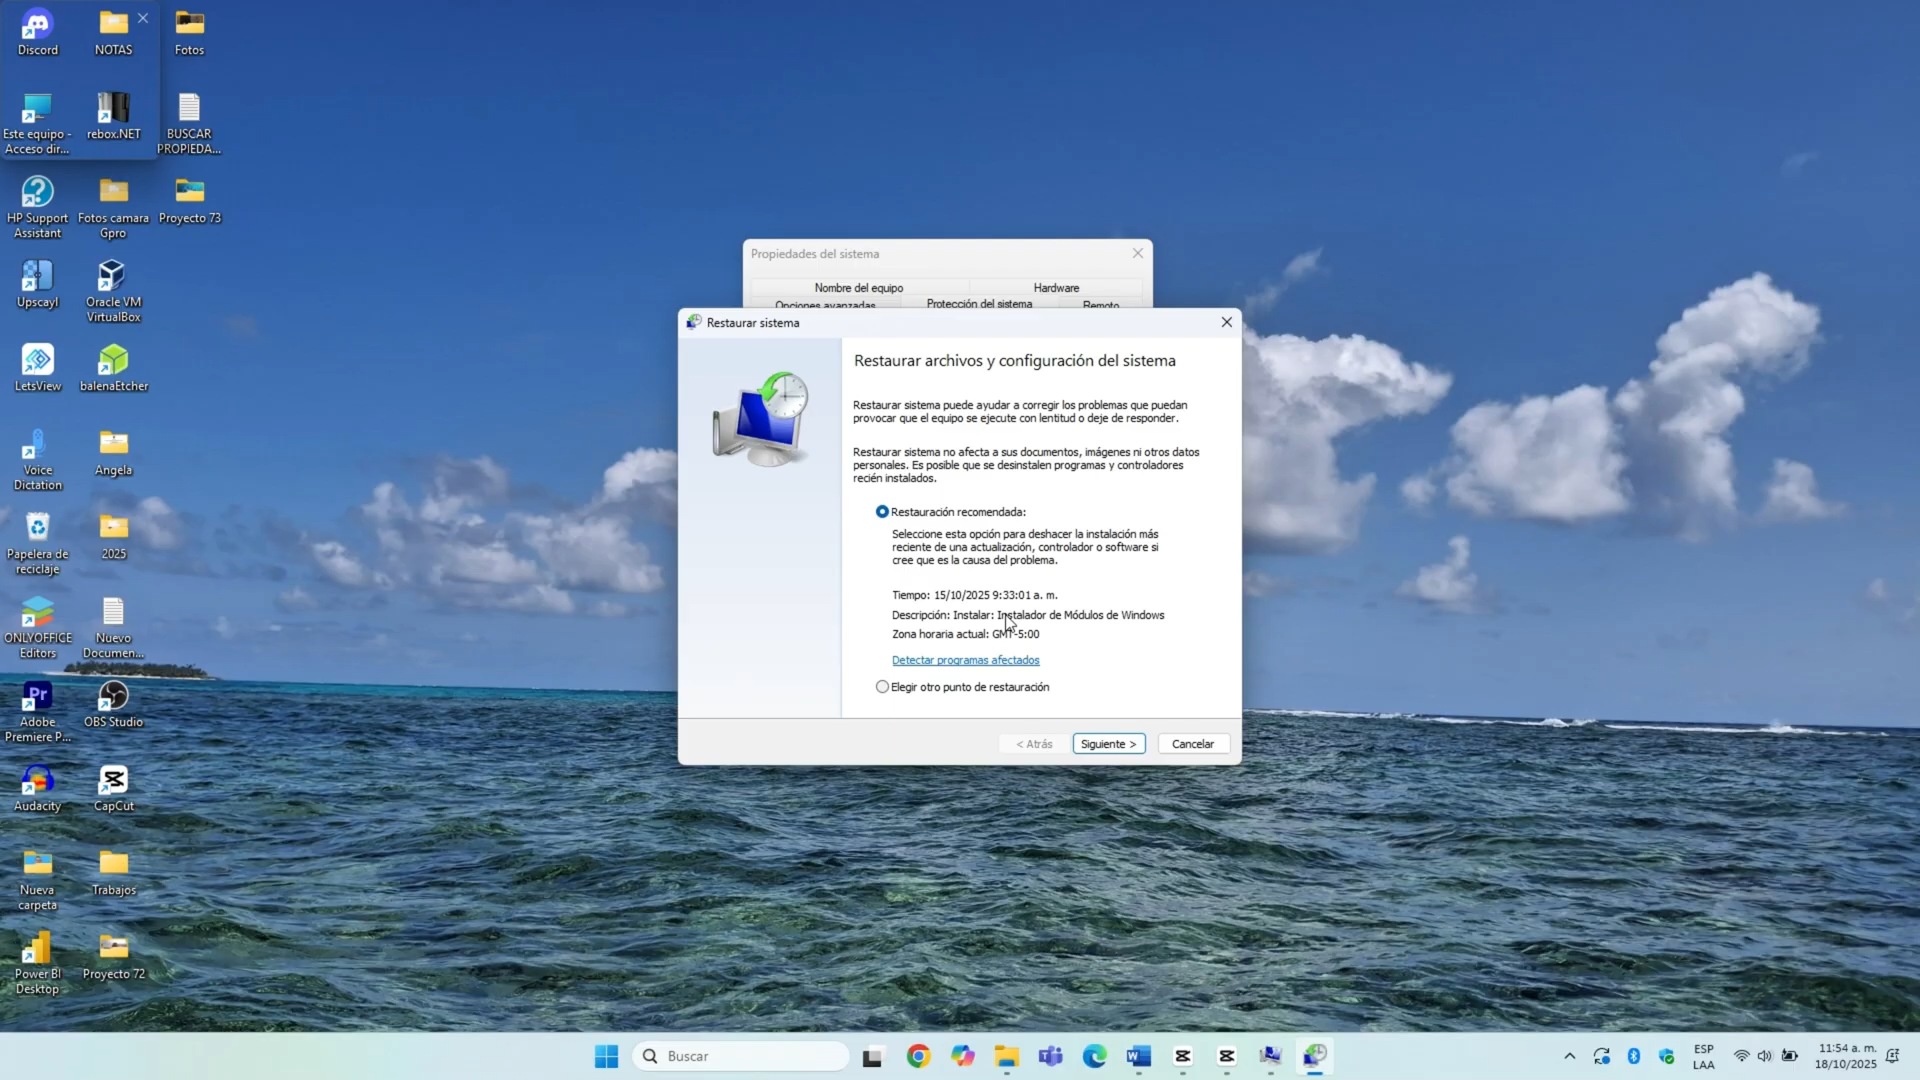 Discord
NOTAS
Fotos
Este equipo -
Acceso dir...
rebox.NET
BUSCAR
PROPIEDA...
HP Support
Assistant
Fotos camara
Gpro
Proyecto 73
Upscayl
Oracle VM
VirtualBox
LetsView
balenaEtcher
Voice
Dictation
Angela
Papelera de
reciclaje
2025
ONLYOFFICE
Editors
Nuevo
Documen...
Adobe
Premiere P...
OBS Studio
Audacity
CapCut
Nueva
carpeta
Trabajos
Power BI
Desktop
Proyecto 72
Propiedades del sistema
Nombre del equipo
Hardware
Opciones avanzadas
Protección del sistema
Remoto
Restaurar sistema
Restaurar archivos y configuración del sistema
Restaurar sistema puede ayudar a corregir los problemas que puedan
provocar que el equipo se ejecute con lentitud o deje de responder.
Restaurar sistema no afecta a sus documentos, imágenes ni otros datos
personales. Es posible que se desinstalen programas y controladores
recién instalados.
Restauración recomendada:
Seleccione esta opción para deshacer la instalación más
reciente de una actualización, controlador o software si
cree que es la causa del problema.
Tiempo: 15/10/2025 9:33:01 a. m.
Descripción: Instalar: Instalador de Módulos de Windows
Zona horaria actual: GMT-5:00
Detectar programas afectados
Elegir otro punto de restauración
< Atrás
Siguiente >
Cancelar
Buscar
ESP
LAA
11:54 a. m.
18/10/2025